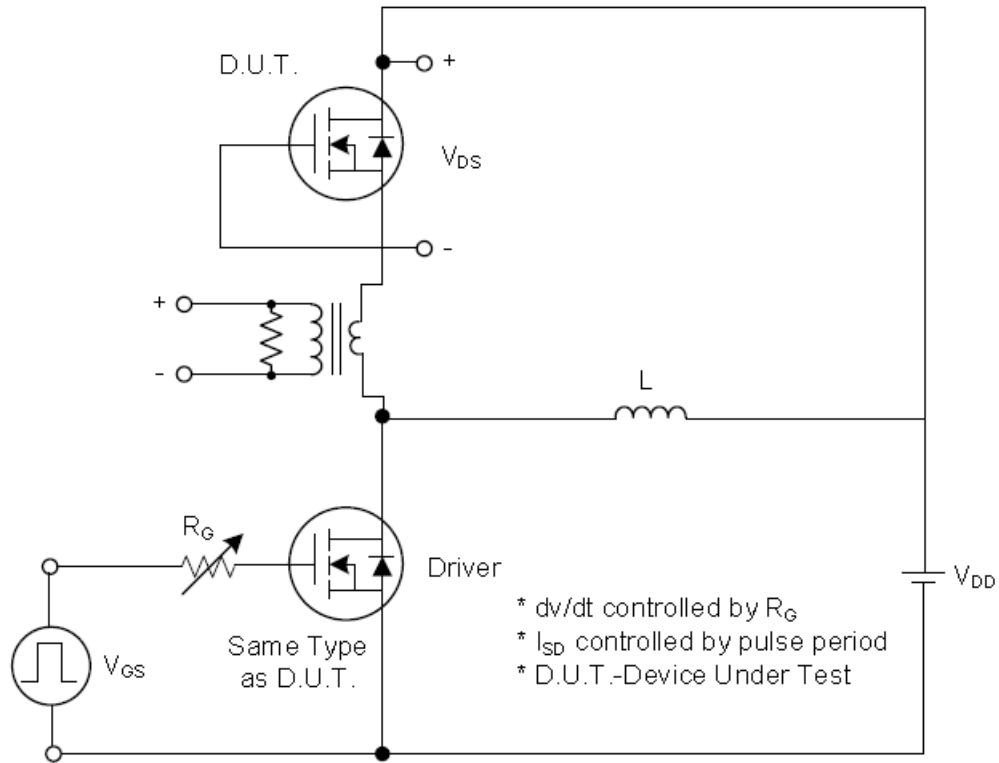 D.U.T.
+
VDS
-
+
-
L
RG
Driver
VDD
VGS
Same Type
as D.U.T.
* dv/dt controlled by RG
* ISD controlled by pulse period
* D.U.T.-Device Under Test